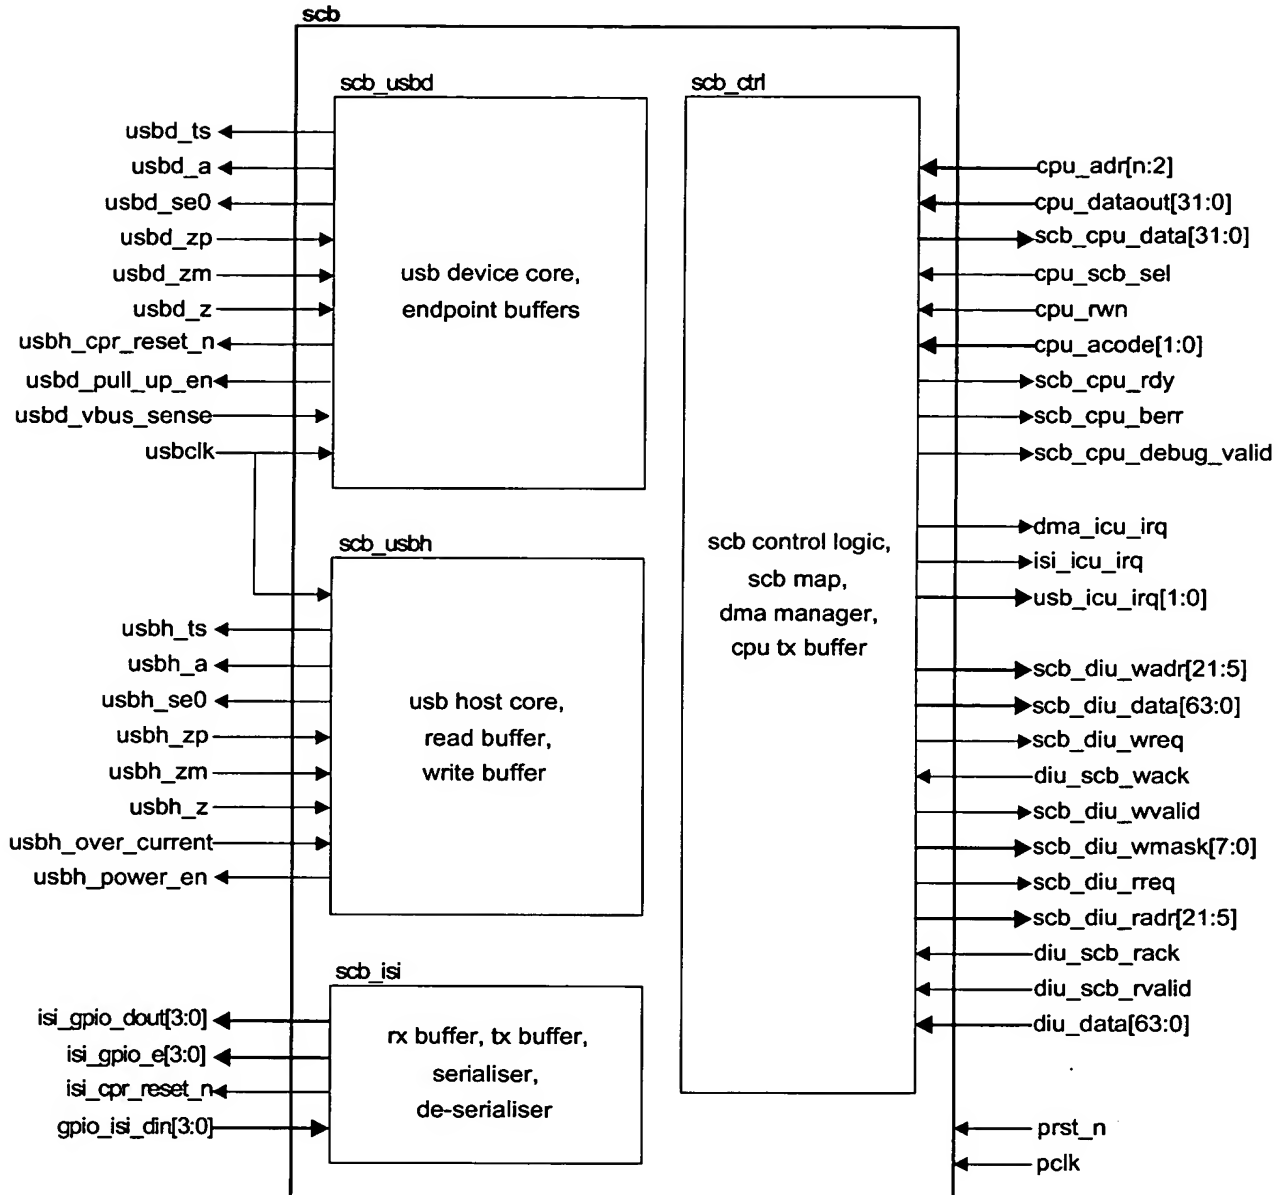 scb
scb_usbd
usbd_ts
usbd_a
usbd_se0
usbd_zp
usbd_zm
usbd_z
usbh_cpr_reset_n
usbd_pull_up_en
usbd_vbus_sense
usbclk
usb device core,
endpoint buffers
scb_usbh
usbh_ts
usbh_a
usbh_se0
usbh_zp
usbh_zm
usbh_z
usbh_over_current
usbh_power_en
usb host core,
read buffer,
write buffer
scb_isi
isi_gpio_dout[3:0]
isi_gpio_e[3:0]
isi_cpr_reset_n
gpio_isi_din[3:0]
rx buffer, tx buffer,
serialiser,
de-serialiser
scb_ctrl
scb control logic,
scb map,
dma manager,
cpu tx buffer
cpu_adr[n:2]
cpu_dataout[31:0]
scb_cpu_data[31:0]
cpu_scb_sel
cpu_rwn
cpu_acode[1:0]
scb_cpu_rdy
scb_cpu_berr
scb_cpu_debug_valid
dma_icu_irq
isi_icu_irq
usb_icu_irq[1:0]
scb_diu_wadr[21:5]
scb_diu_data[63:0]
scb_diu_wreq
diu_scb_wack
scb_diu_wvalid
scb_diu_wmask[7:0]
scb_diu_rreq
scb_diu_radr[21:5]
diu_scb_rack
diu_scb_rvalid
diu_data[63:0]
prst_n
pclk